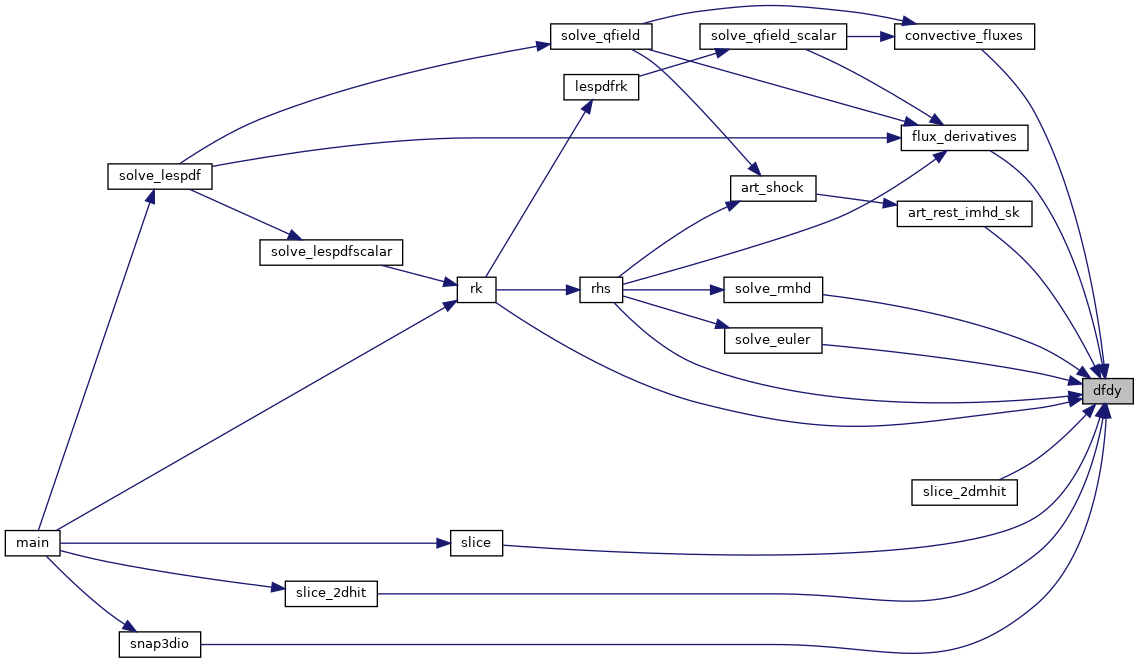 solve_qfield
solve_qfield_scalar
convective_fluxes
lespdfrk
flux_derivatives
solve_lespdf
art_shock
art_rest_imhd_sk
solve_lespdfscalar
rk
rhs
solve_rmhd
solve_euler
dfdy
slice_2dmhit
main
slice
slice_2dhit
snap3dio